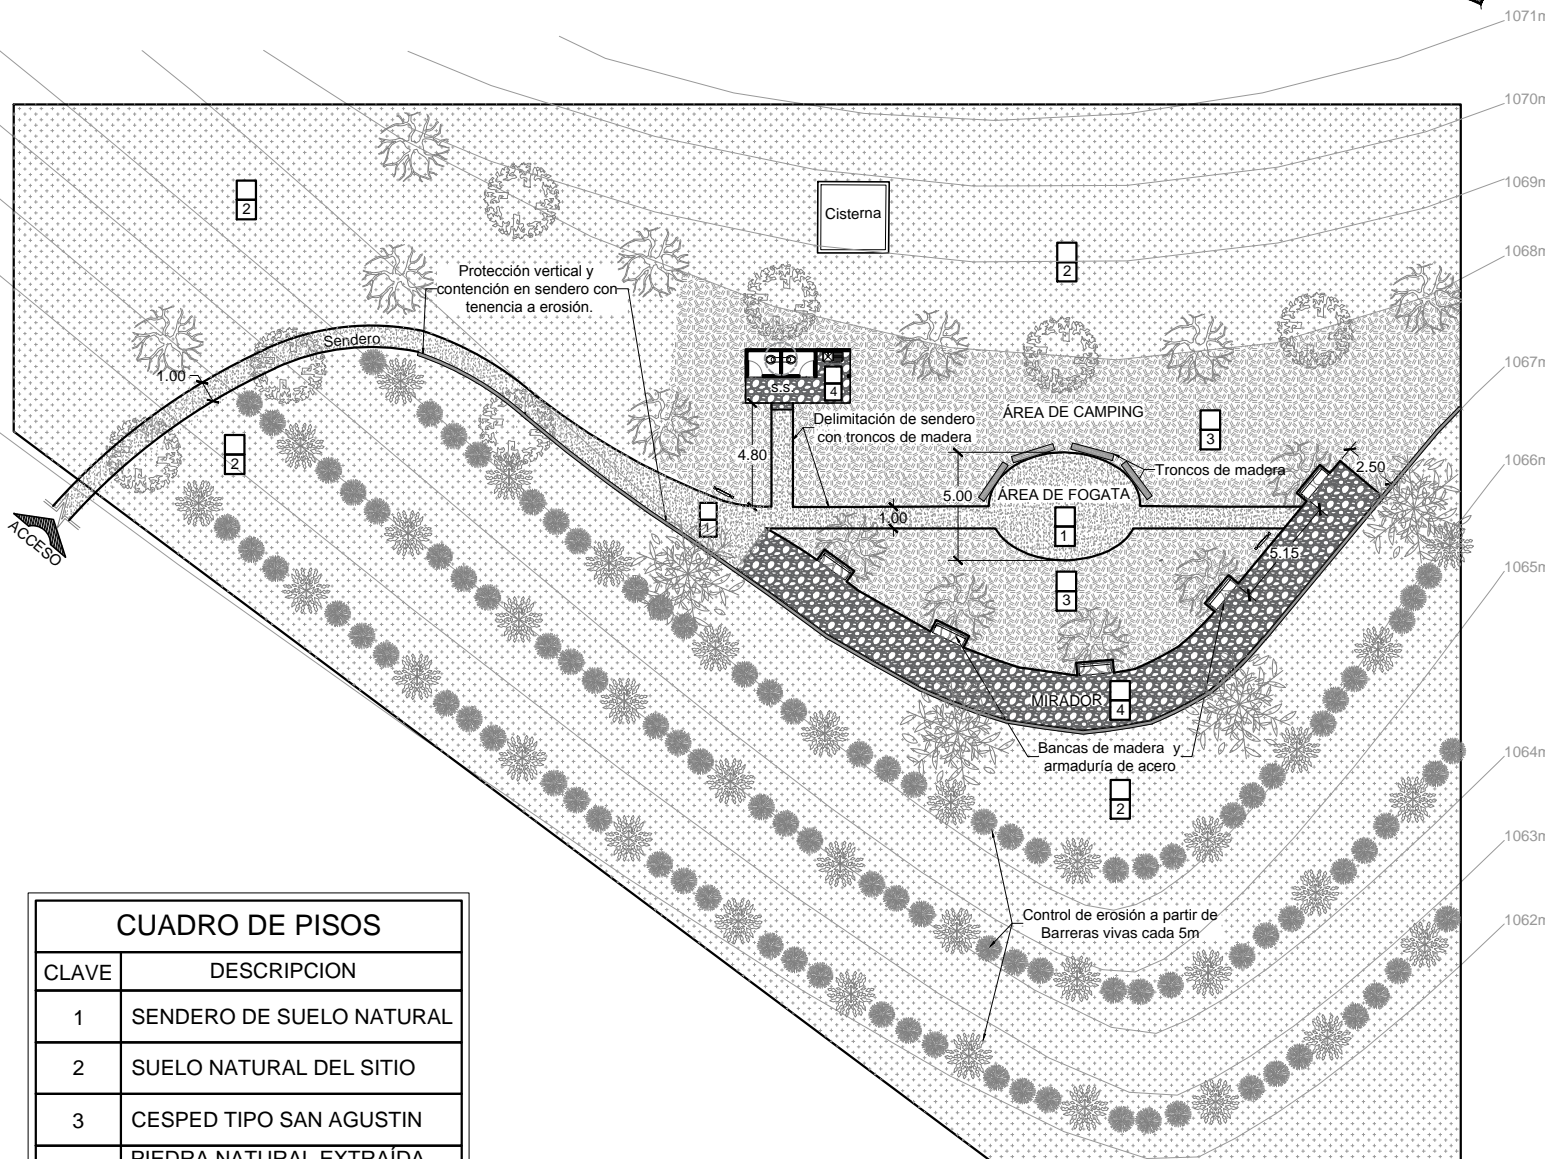 1071m
1070m
1069m
1068m
1067m
1066m
1065m
1064m
1063m
1062m
2
Cisterna
2
Protección vertical y
contención en sendero con
tenencia a erosión.
Sendero
1.00
2
ACCESO
s.s.
4
4.80
Delimitación de sendero
con troncos de madera
ÁREA DE CAMPING
3
Troncos de madera
2.50
5.00
ÁREA DE FOGATA
1
1.00
1
5.15
3
MIRADOR
4
Bancas de madera y
armaduría de acero
2
Control de erosión a partir de
Barreras vivas cada 5m
CUADRO DE PISOS
CLAVE DESCRIPCION
1 SENDERO DE SUELO NATURAL
2 SUELO NATURAL DEL SITIO
3 CESPED TIPO SAN AGUSTIN
PIEDRA NATURAL EXTRAÍDA